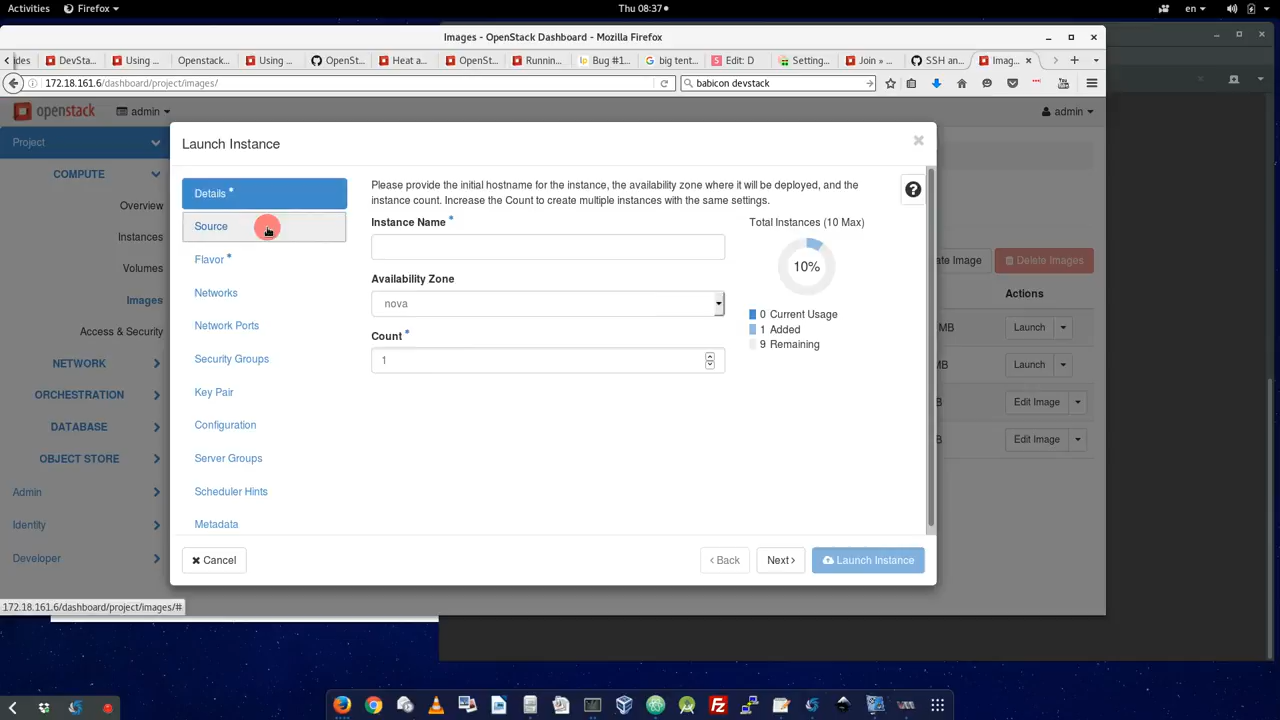 Activities
Firefox
Thu 08:37
en
Images - OpenStack Dashboard - Mozilla Firefox
des
DevSta...
Using ...
Openstack...
Using ...
OpenSt...
Heat a...
OpenSt...
Runnin...
Bug #1...
big tent...
Edit: D
Setting...
Join » ...
SSH an...
Imag...
172.18.161.6/dashboard/project/images/
babicon devstack
openstack
admin
admin
Project
COMPUTE
Overview
Instances
Volumes
Images
Access & Security
NETWORK
ORCHESTRATION
DATABASE
OBJECT STORE
Admin
Identity
Developer
Launch Instance
Details *
Source
Flavor *
Networks
Network Ports
Security Groups
Key Pair
Configuration
Server Groups
Scheduler Hints
Metadata
Please provide the initial hostname for the instance, the availability zone where it will be deployed, and the
instance count. Increase the Count to create multiple instances with the same settings.
Instance Name *
Availability Zone
nova
Count *
1
Total Instances (10 Max)
10%
0 Current Usage
1 Added
9 Remaining
Cancel
Back
Next
Launch Instance
ate Image
Delete Images
Actions
MB
Launch
MB
Launch
B
Edit Image
B
Edit Image
172.18.161.6/dashboard/project/images/#